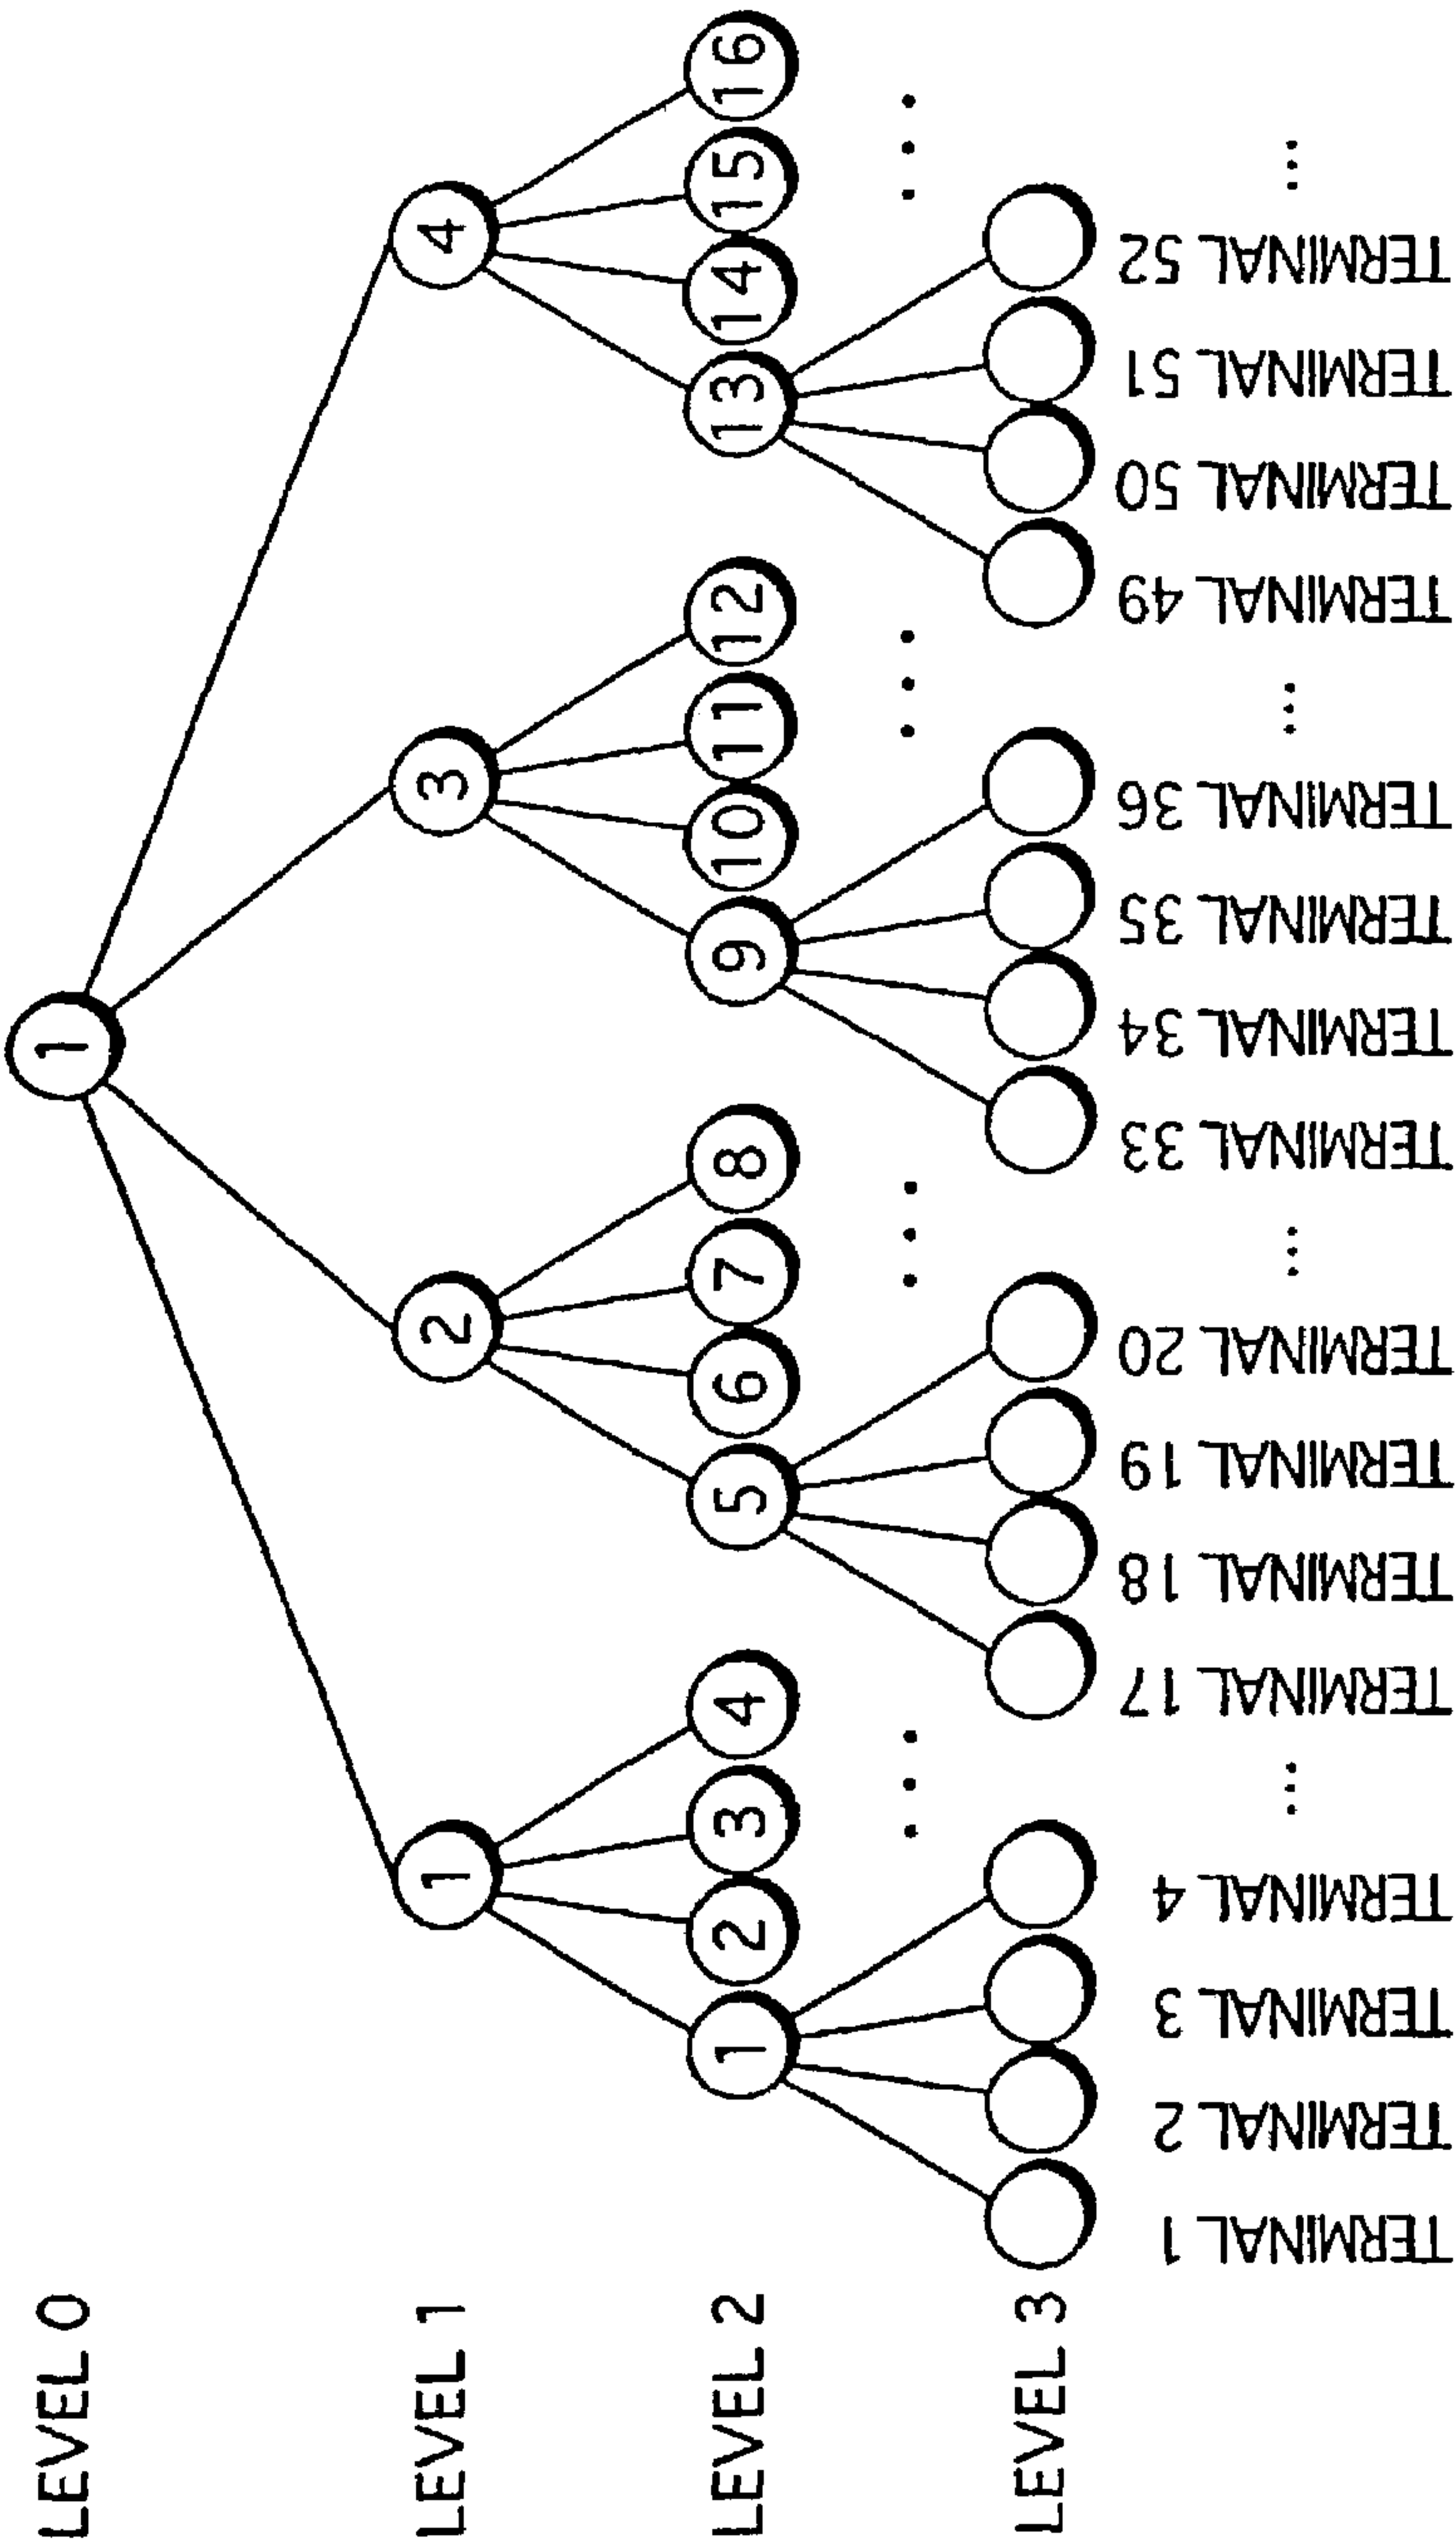 LEVEL 0
1
LEVEL 1
1 2 3 4
LEVEL 2
1 2 3 4 5 6 7 8 9 10 11 12 13 14 15 16
... ... ... ...
LEVEL 3
TERMINAL 1
TERMINAL 2
TERMINAL 3
TERMINAL 4
...
TERMINAL 17
TERMINAL 18
TERMINAL 19
TERMINAL 20
...
TERMINAL 33
TERMINAL 34
TERMINAL 35
TERMINAL 36
...
TERMINAL 49
TERMINAL 50
TERMINAL 51
TERMINAL 52
...